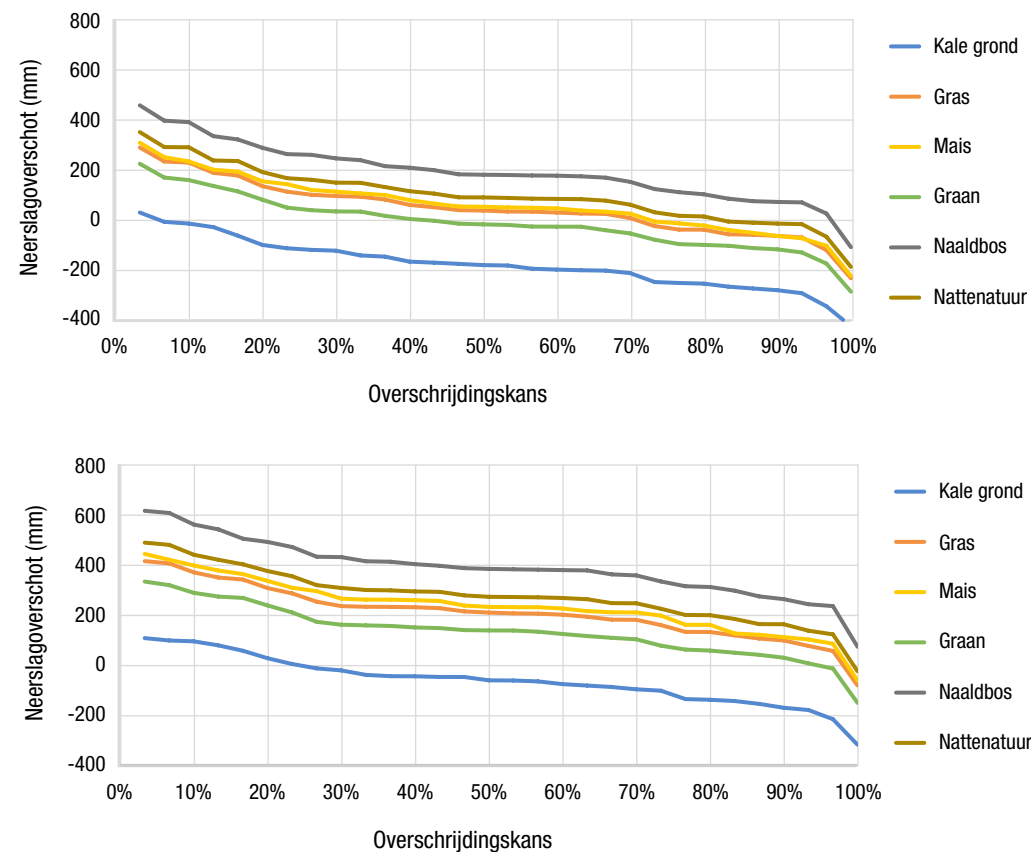 Neerslagoverschot (mm)
800
600
400
200
0
-200
-400
0% 10% 20% 30% 40% 50% 60% 70% 80% 90% 100%
Overschrijdingskans
Kale grond
Gras
Mais
Graan
Naaldbos
Nattenatuur
Neerslagoverschot (mm)
800
600
400
200
0
-200
-400
0% 10% 20% 30% 40% 50% 60% 70% 80% 90% 100%
Overschrijdingskans
Kale grond
Gras
Mais
Graan
Naaldbos
Nattenatuur